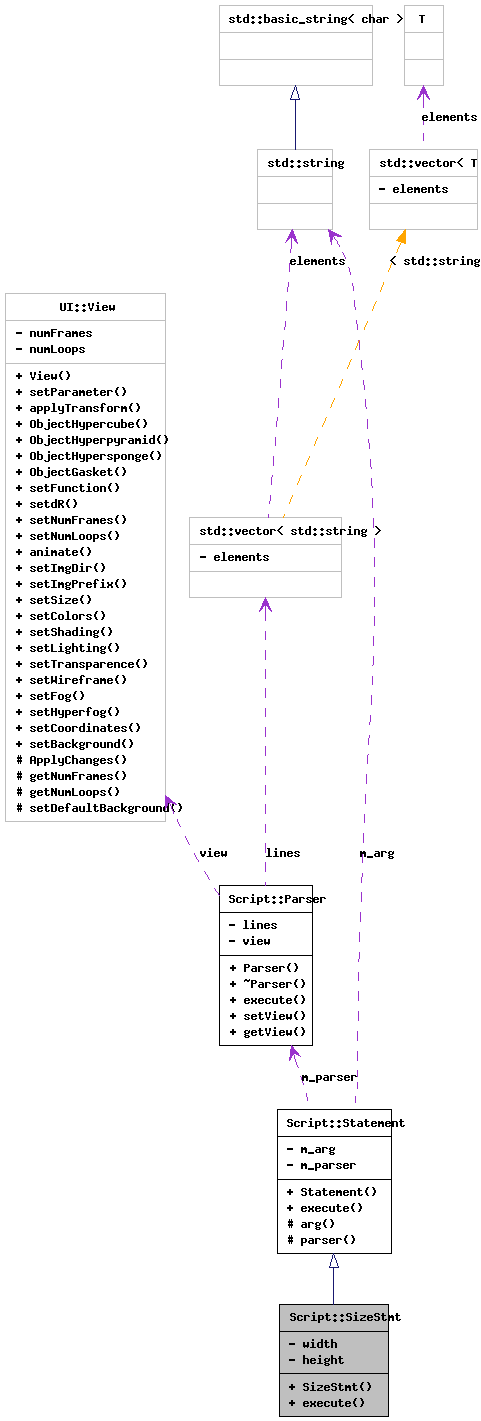 std::basic_string< char >
T
elements
std::string
std::vector< T
- elements
elements
< std::string
UI::View
- numFrames
- numLoops
+ View()
+ setParameter()
+ applyTransform()
+ ObjectHypercube()
+ ObjectHyperpyramid()
+ ObjectHypersponge()
+ ObjectGasket()
+ setFunction()
+ setdR()
+ setNumFrames()
+ setNumLoops()
+ animate()
+ setImgDir()
+ setImgPrefix()
+ setSize()
+ setColors()
+ setShading()
+ setLighting()
+ setTransparence()
+ setWireframe()
+ setFog()
+ setHyperfog()
+ setCoordinates()
+ setBackground()
# ApplyChanges()
# getNumFrames()
# getNumLoops()
# setDefaultBackground()
std::vector< std::string >
- elements
view
lines
m_arg
Script::Parser
- lines
- view
+ Parser()
+ ~Parser()
+ execute()
+ setView()
+ getView()
m_parser
Script::Statement
- m_arg
- m_parser
+ Statement()
+ execute()
# arg()
# parser()
Script::SizeStmt
- width
- height
+ SizeStmt()
+ execute()